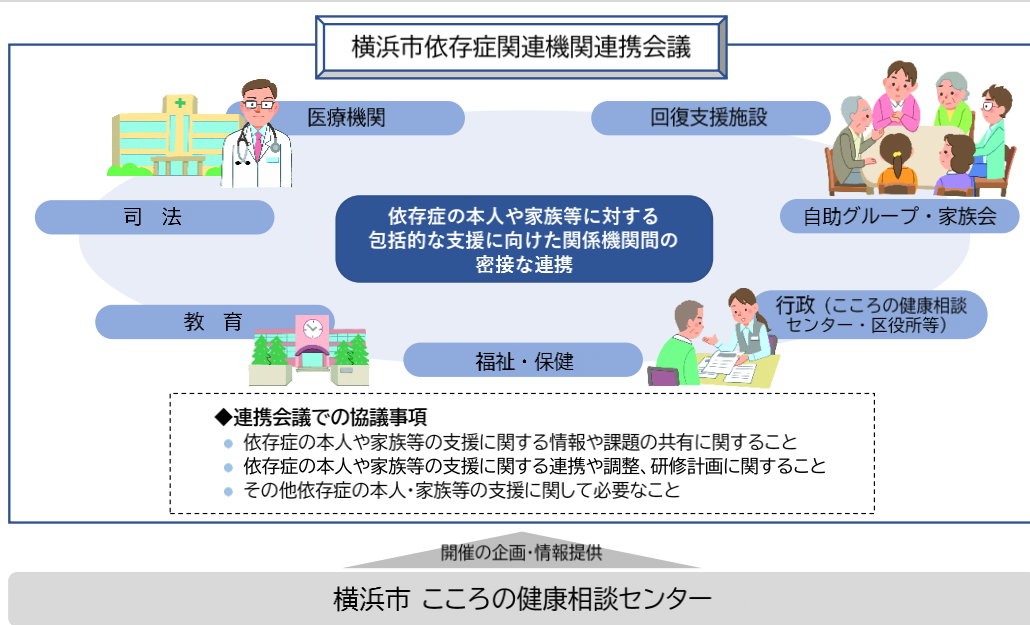 横浜市依存症関連機関連携会議
医療機関
回復支援施設
司　法
自助グループ・家族会
依存症の本人や家族等に対する
包括的な支援に向けた関係機関間の
密接な連携
教　育
行政（こころの健康相談
センター・区役所等）
福祉・保健
◆連携会議での協議事項
● 依存症の本人や家族等の支援に関する情報や課題の共有に関すること
● 依存症の本人や家族等の支援に関する連携や調整、研修計画に関すること
● その他依存症の本人・家族等の支援に関して必要なこと
開催の企画・情報提供
横浜市 こころの健康相談センター